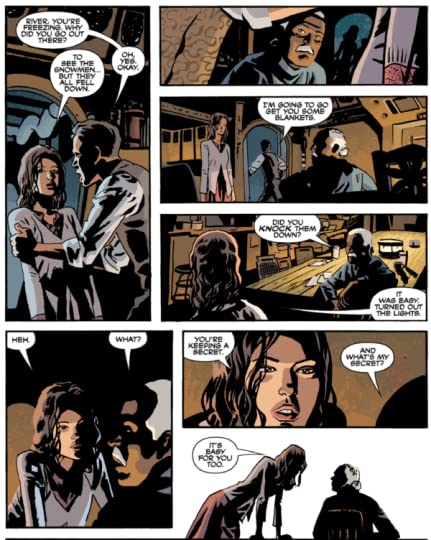 RIVER, YOU'RE
FREEZING. WHY
DID YOU GO OUT
THERE?
TO
SEE THE
SNOWMEN...
BUT THEY
ALL FELL
DOWN.
OH,
YES.
OKAY.
I'M GOING TO GO
GET YOU SOME
BLANKETS.
DID YOU
KNOCK THEM
DOWN?
IT
WAS EASY.
TURNED OUT
THE LIGHTS.
HEH.
WHAT?
YOU'RE
KEEPING A
SECRET.
AND
WHAT'S MY
SECRET?
IT'S
EASY
FOR YOU
TOO.